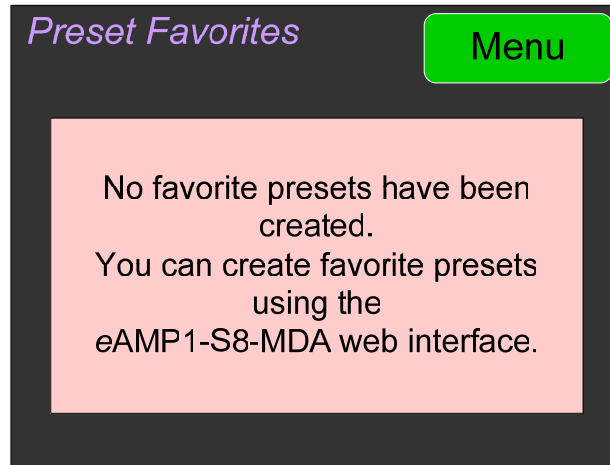 Preset Favorites
Menu
No favorite presets have been
created.
You can create favorite presets
using the
eAMP1-S8-MDA web interface.